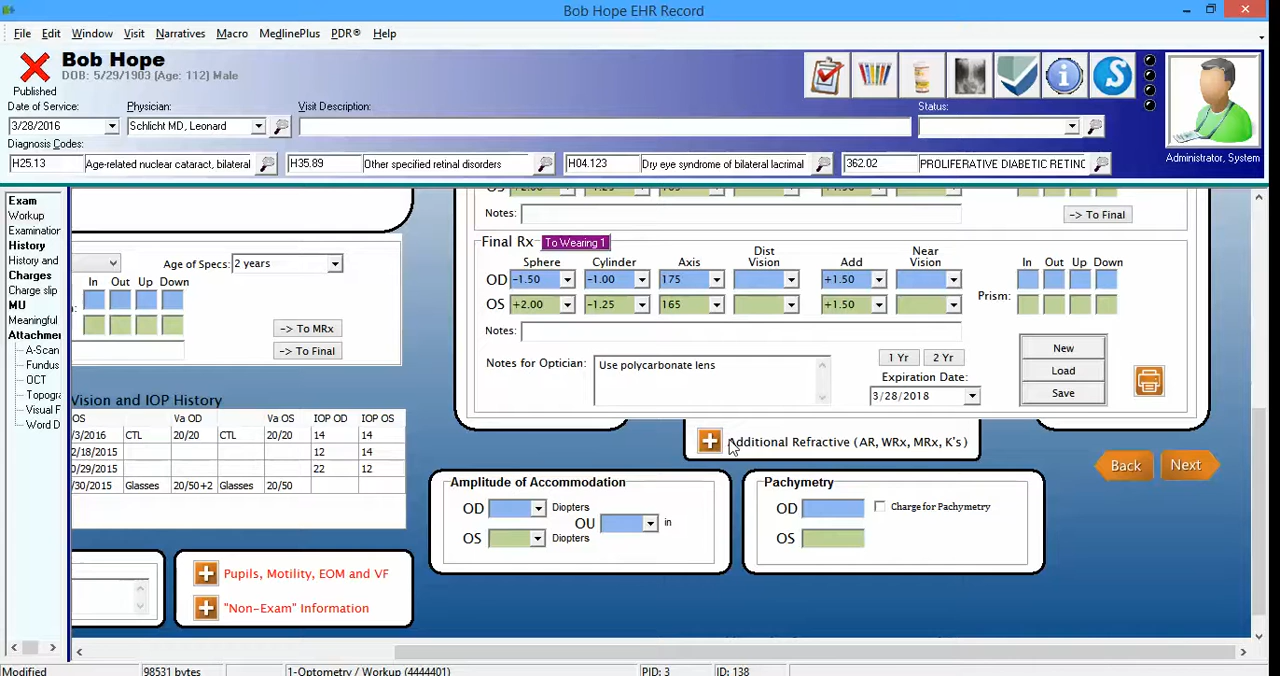 Bob Hope EHR Record
File Edit Window Visit Narratives Macro MedlinePlus PDR® Help
Bob Hope
DOB: 5/29/1903 (Age: 112) Male
Published
Date of Service: Physician: Visit Description: Status:
3/28/2016 Schlicht MD, Leonard
Administrator, System
Diagnosis Codes:
H25.13 Age-related nuclear cataract, bilateral H35.89 Other specified retinal disorders H04.123 Dry eye syndrome of bilateral lacrimal 362.02 PROLIFERATIVE DIABETIC RETINO
Exam
Workup
Examination
History
History and
Charges
Charge slip
MU
Meaningful
Attachmen
A-Scan
Fundus
OCT
Topogra
Visual F
Word D
Age of Specs: 2 years
In Out Up Down
-> To MRx
-> To Final
Vision and IOP History
OS Va OD Va OS IOP OD IOP OS
/3/2016 CTL 20/20 CTL 20/20 14 14
2/18/2015 12 14
0/29/2015 22 12
/30/2015 Glasses 20/50+2 Glasses 20/50
Pupils, Motility, EOM and VF
"Non-Exam" Information
OS +2.00 -1.25 165 +1.50
Notes: -> To Final
Final Rx To Wearing 1
Sphere Cylinder Axis Dist Vision Add Near Vision In Out Up Down
OD -1.50 -1.00 175 +1.50
Prism:
OS +2.00 -1.25 165 +1.50
Notes:
Notes for Optician: Use polycarbonate lens
1 Yr 2 Yr
Expiration Date:
3/28/2018
New
Load
Save
Additional Refractive (AR, WRx, MRx, K's)
Back Next
Amplitude of Accommodation
OD Diopters
OU in
OS Diopters
Pachymetry
OD Charge for Pachymetry
OS
Modified 98531 bytes 1-Optometry / Workup (4444401) PID: 3 ID: 138